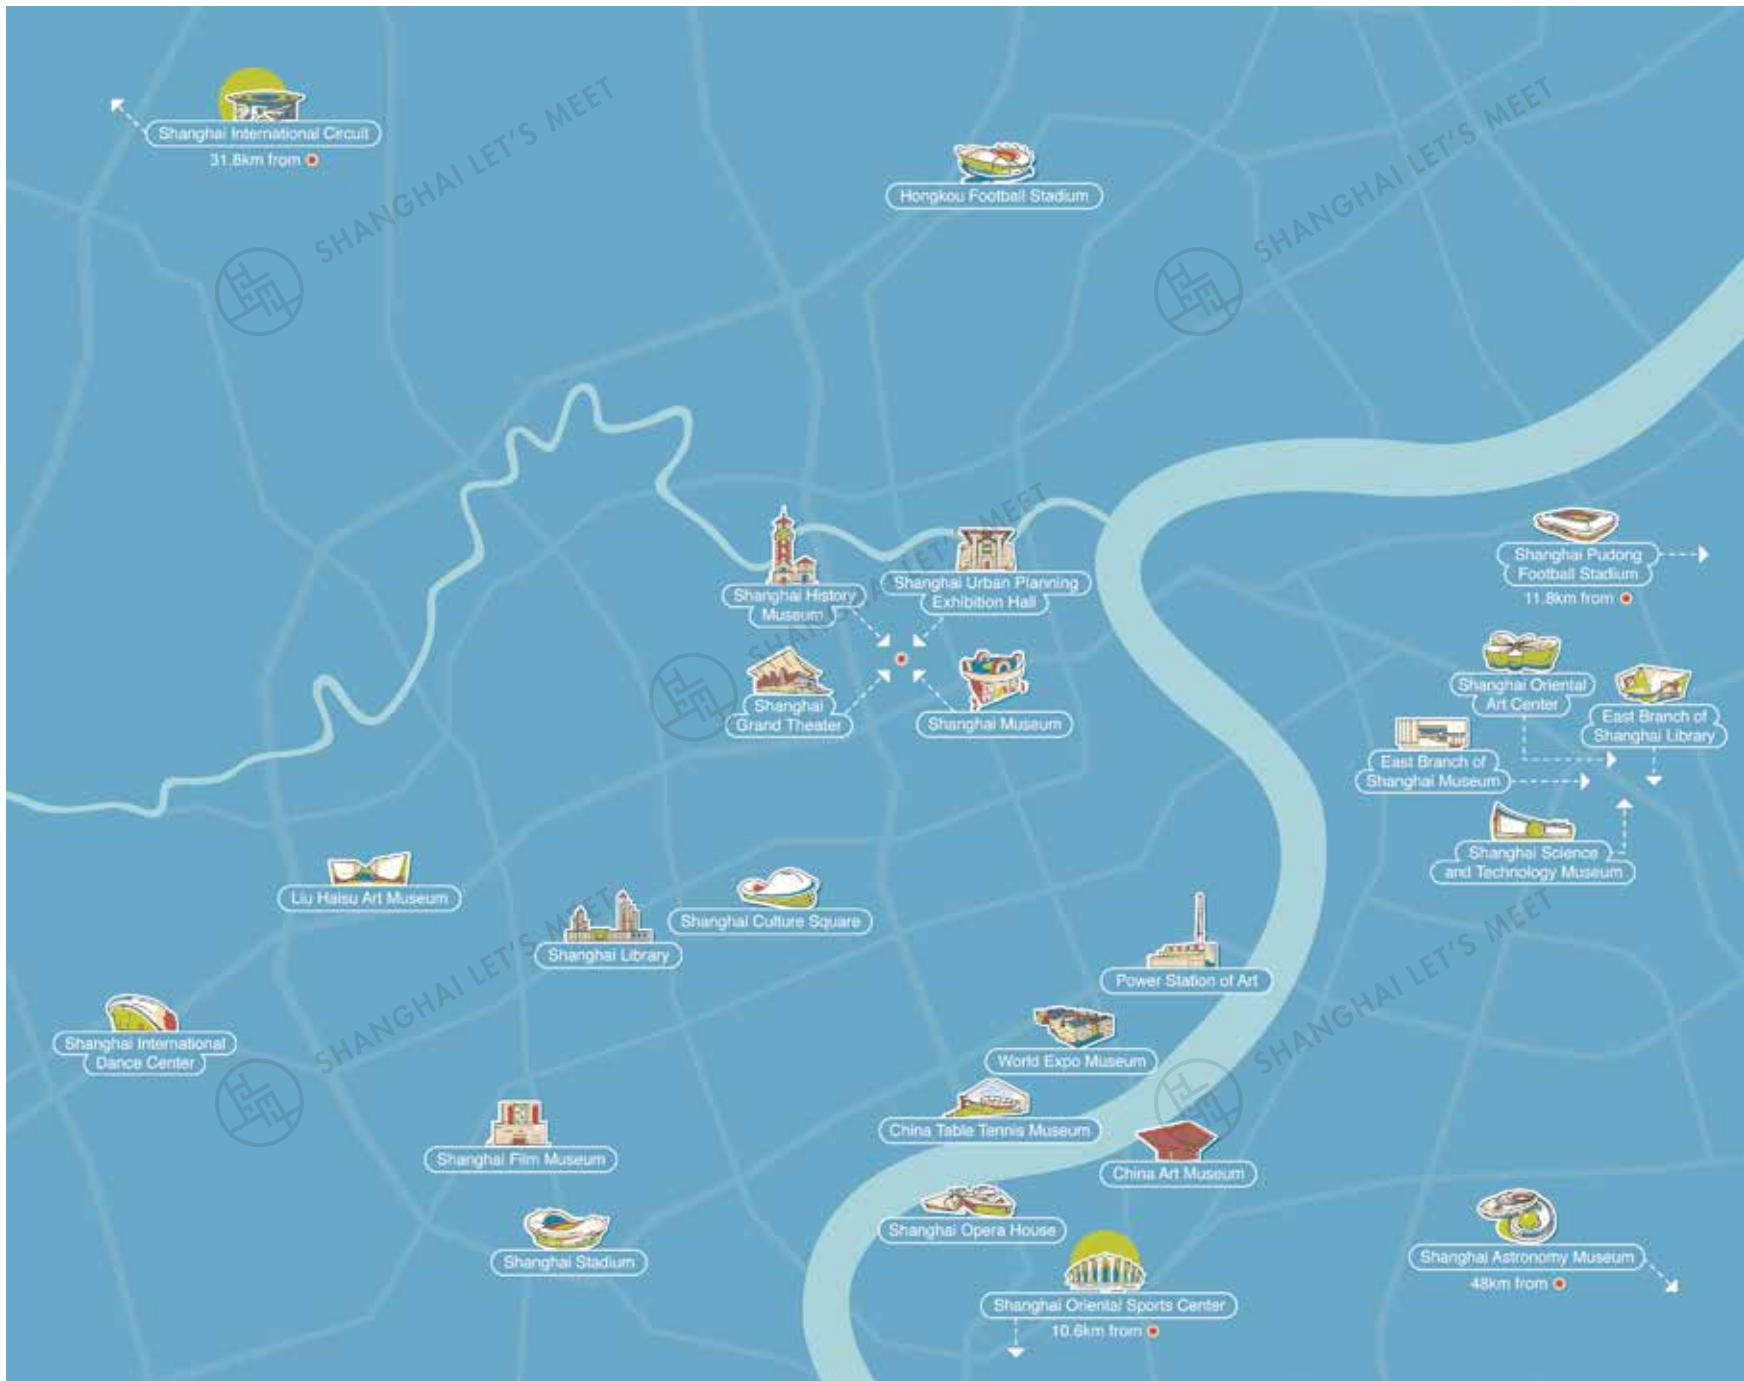 SHANGHAI LET'S MEET
SHANGHAI LET'S MEET
Shanghai International Circuit
31.8km from
Hongkou Football Stadium
SHANGHAI LET'S MEET
Shanghai History
Museum
Shanghai Urban Planning
Exhibition Hall
Shanghai
Grand Theater
Shanghai Museum
Shanghai Pudong
Football Stadium
11.8km from
Shanghai Oriental
Art Center
East Branch of
Shanghai Library
East Branch of
Shanghai Museum
Shanghai Science
and Technology Museum
Liu Haisu Art Museum
Shanghai Library
Shanghai Culture Square
SHANGHAI LET'S MEET
SHANGHAI LET'S MEET
Power Station of Art
Shanghai International
Dance Center
World Expo Museum
China Table Tennis Museum
Shanghai Film Museum
China Art Museum
Shanghai Opera House
Shanghai Stadium
Shanghai Oriental Sports Center
10.6km from
Shanghai Astronomy Museum
48km from